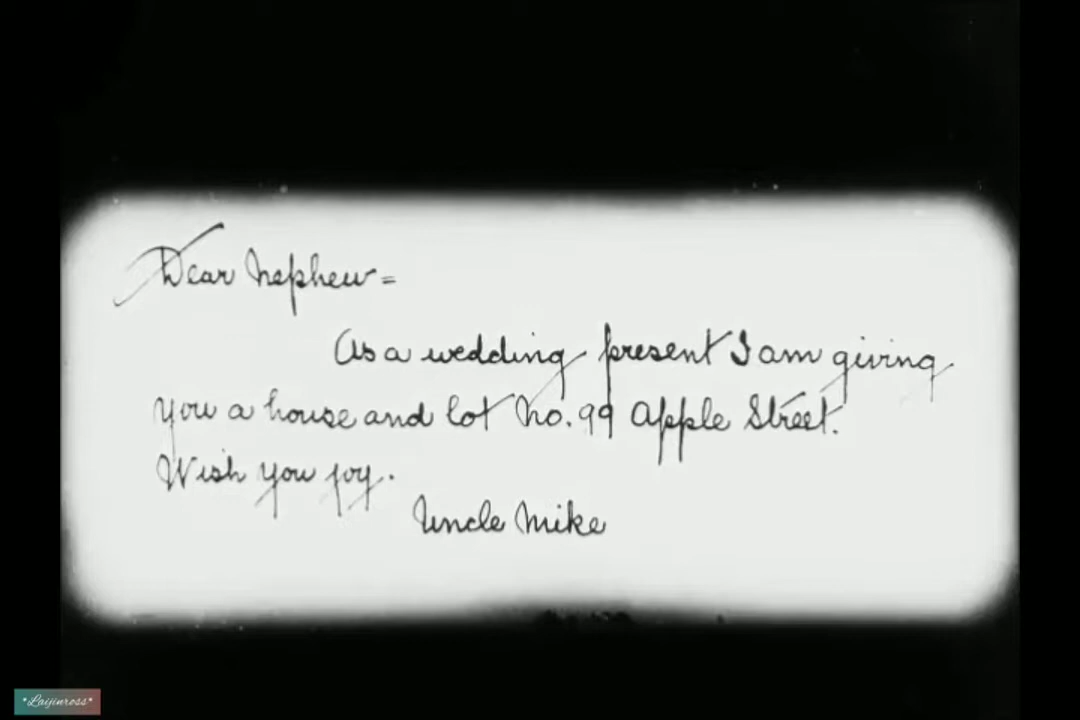 Dear Nephew =
As a wedding present I am giving
you a house and lot No. 99 Apple Street.
Wish you joy.
Uncle Mike
*Laijinross*